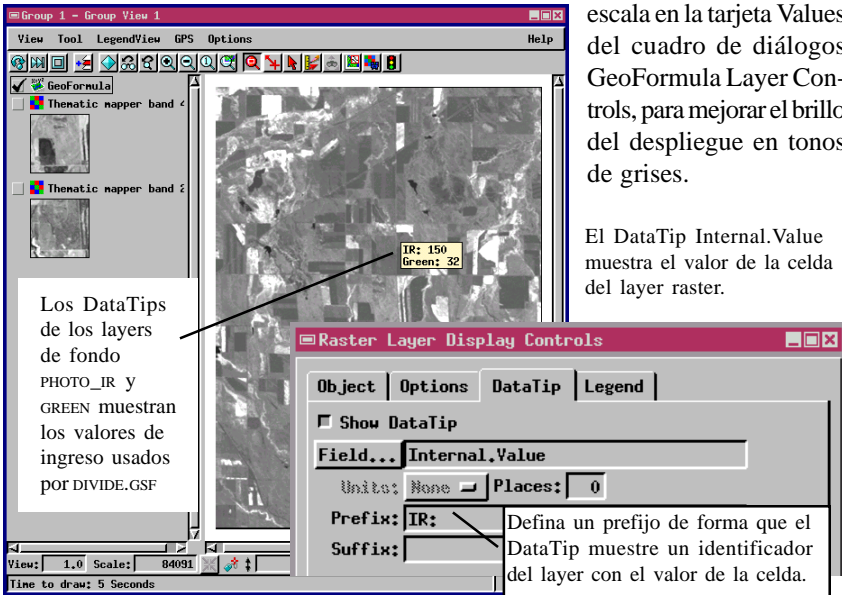 Group 1 - Group View 1
View Tool LegendView GPS Options Help
GeoFormula
Thematic mapper band 4
Thematic mapper band 2
IR: 150
Green: 32
Los DataTips
de los layers
de fondo
PHOTO_IR y
GREEN muestran
los valores de
ingreso usados
por DIVIDE.GSF
View: 1.0 Scale: 84091
Time to draw: 5 Seconds
escala en la tarjeta Values
del cuadro de diálogos
GeoFormula Layer Con-
trols, para mejorar el brillo
del despliegue en tonos
de grises.
El DataTip Internal.Value
muestra el valor de la celda
del layer raster.
Raster Layer Display Controls
Object Options DataTip Legend
Show DataTip
Field... Internal.Value
Units: None Places: 0
Prefix: IR:
Suffix:
Defina un prefijo de forma que el
DataTip muestre un identificador
del layer con el valor de la celda.